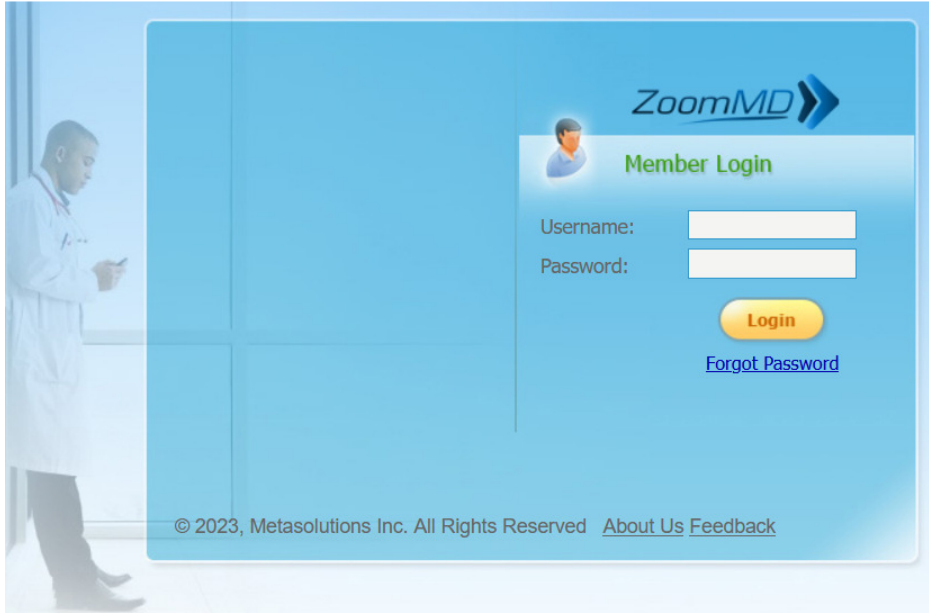 ZoomMD
Member Login
Username:
Password:
Login
Forgot Password
© 2023, Metasolutions Inc. All Rights Reserved About Us Feedback